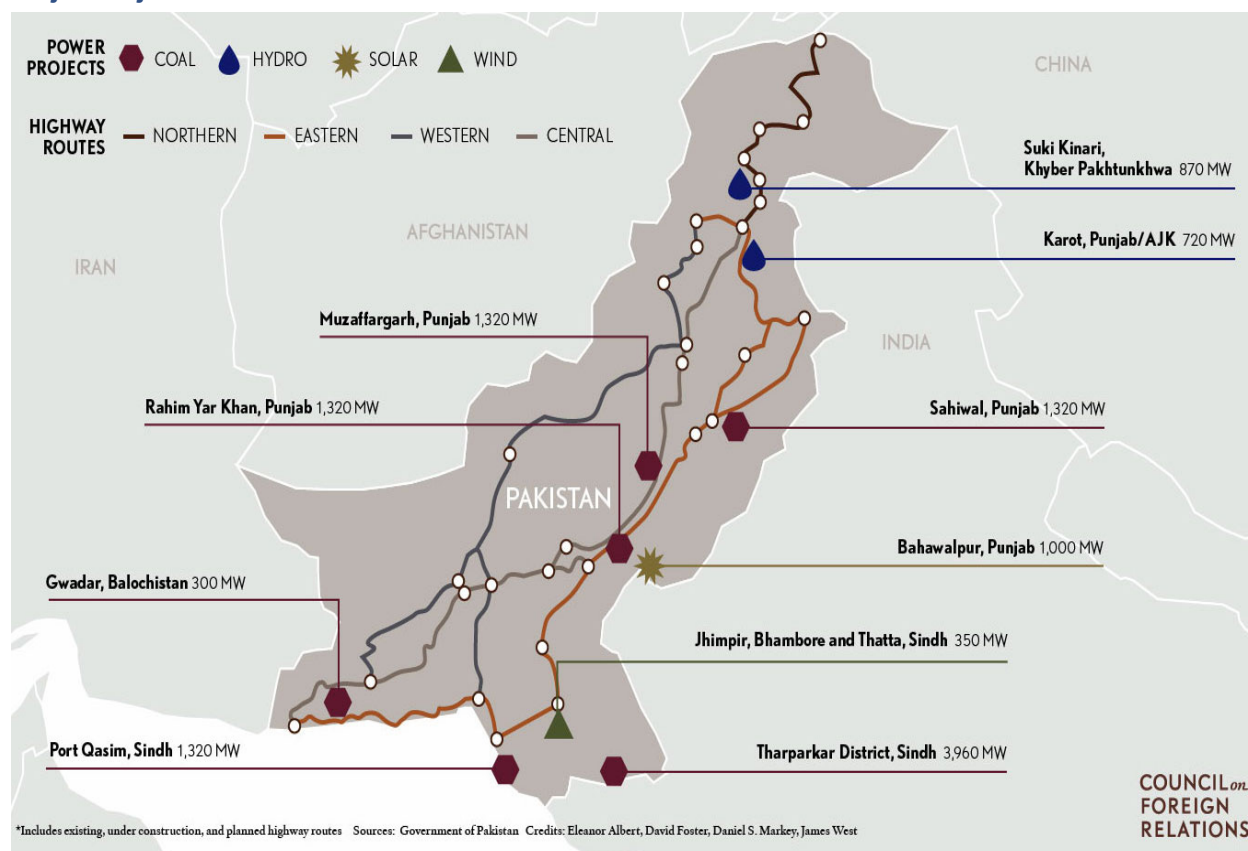 POWER
PROJECTS
COAL
HYDRO
SOLAR
WIND
HIGHWAY
ROUTES
NORTHERN
EASTERN
WESTERN
CENTRAL
CHINA
Suki Kinari,
Khyber Pakhtunkhwa 870 MW
AFGHANISTAN
Karot, Punjab/AJK 720 MW
IRAN
Muzaffargarh, Punjab 1,320 MW
INDIA
Rahim Yar Khan, Punjab 1,320 MW
Sahiwal, Punjab 1,320 MW
PAKISTAN
Bahawalpur, Punjab 1,000 MW
Gwadar, Balochistan 300 MW
Jhimpir, Bhambore and Thatta, Sindh 350 MW
Port Qasim, Sindh 1,320 MW
Tharparkar District, Sindh 3,960 MW
COUNCIL on
FOREIGN
RELATIONS
*Includes existing, under construction, and planned highway routes Sources: Government of Pakistan Credits: Eleanor Albert, David Foster, Daniel S. Markey, James West